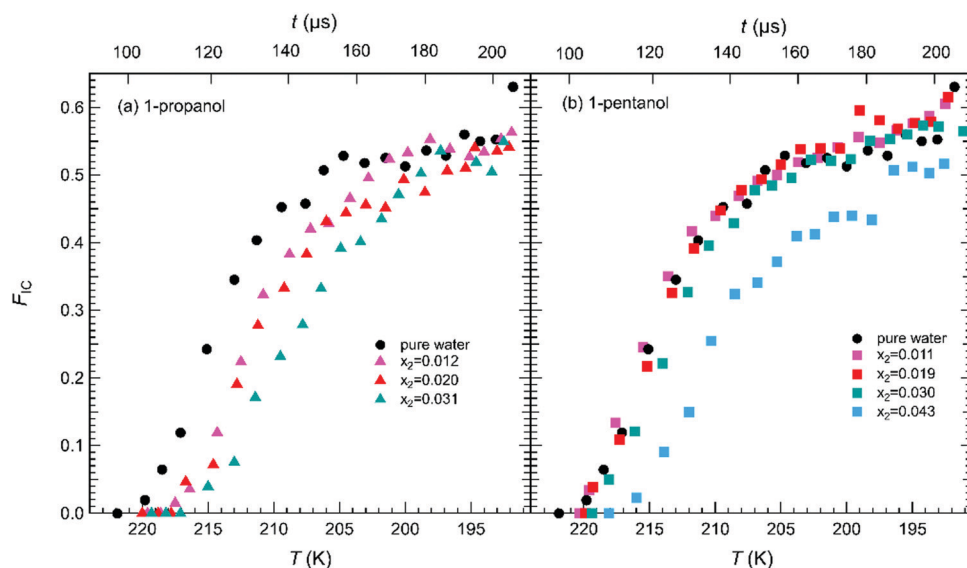 t (μs)
t (μs)
100 120 140 160 180 200
100 120 140 160 180 200
(a) 1-propanol
(b) 1-pentanol
0.6
0.5
0.4
0.3
0.2
0.1
0.0
F_IC
pure water
x₂=0.012
x₂=0.020
x₂=0.031
pure water
x₂=0.011
x₂=0.019
x₂=0.030
x₂=0.043
220 215 210 205 200 195
220 215 210 205 200 195
T (K)
T (K)